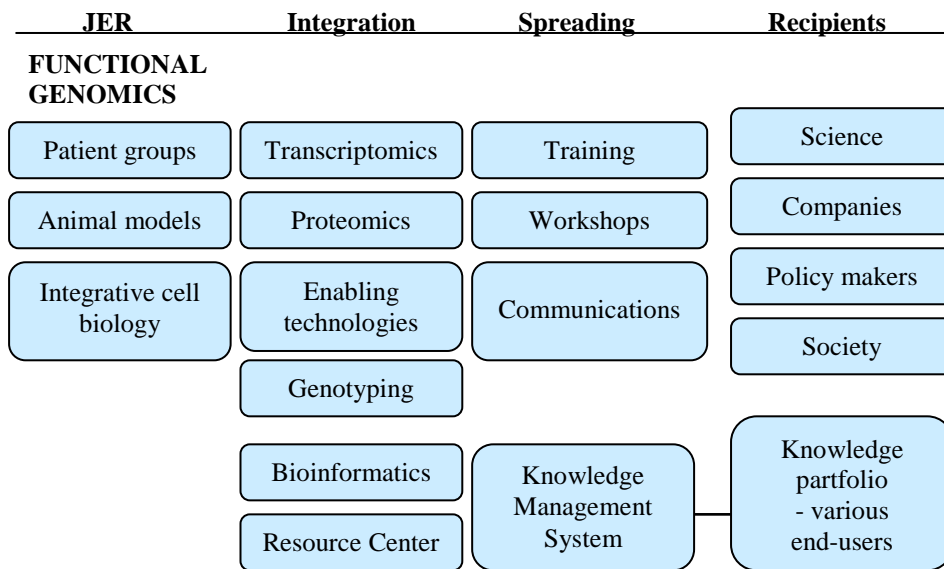 JER Integration Spreading Recipients
FUNCTIONAL
GENOMICS
Patient groups
Animal models
Integrative cell
biology
Transcriptomics
Proteomics
Enabling
technologies
Genotyping
Bioinformatics
Resource Center
Training
Workshops
Communications
Knowledge
Management
System
Science
Companies
Policy makers
Society
Knowledge
partfolio
- various
end-users